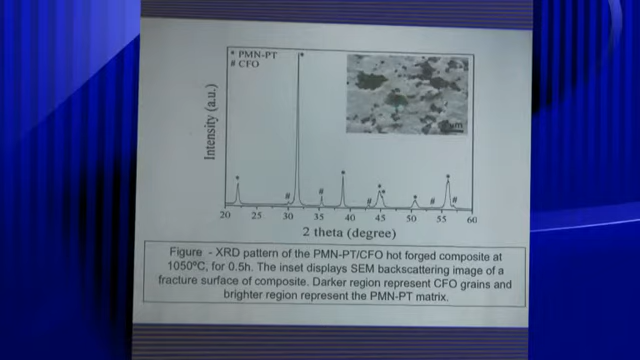 * PMN-PT
# CFO
Intensity (a.u.)
20 25 30 35 40 45 50 55 60
2 theta (degree)
Figure - XRD pattern of the PMN-PT/CFO hot forged composite at
1050ºC, for 0.5h. The inset displays SEM backscattering image of a
fracture surface of composite. Darker region represent CFO grains and
brighter region represent the PMN-PT matrix.